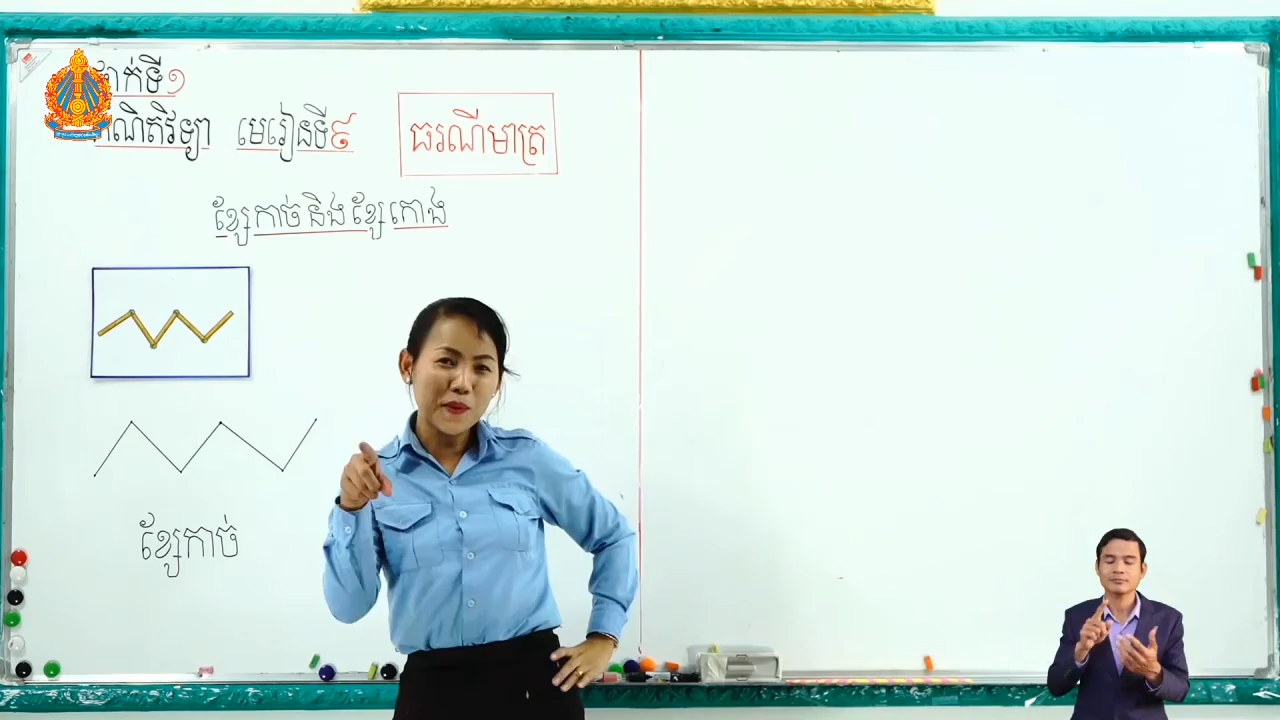 ថ្នាក់ទី១
គណិតវិទ្យា មេរៀនទី៩ ធរណីមាត្រ
ខ្សែកាច់ និង ខ្សែកោង
ខ្សែកាច់